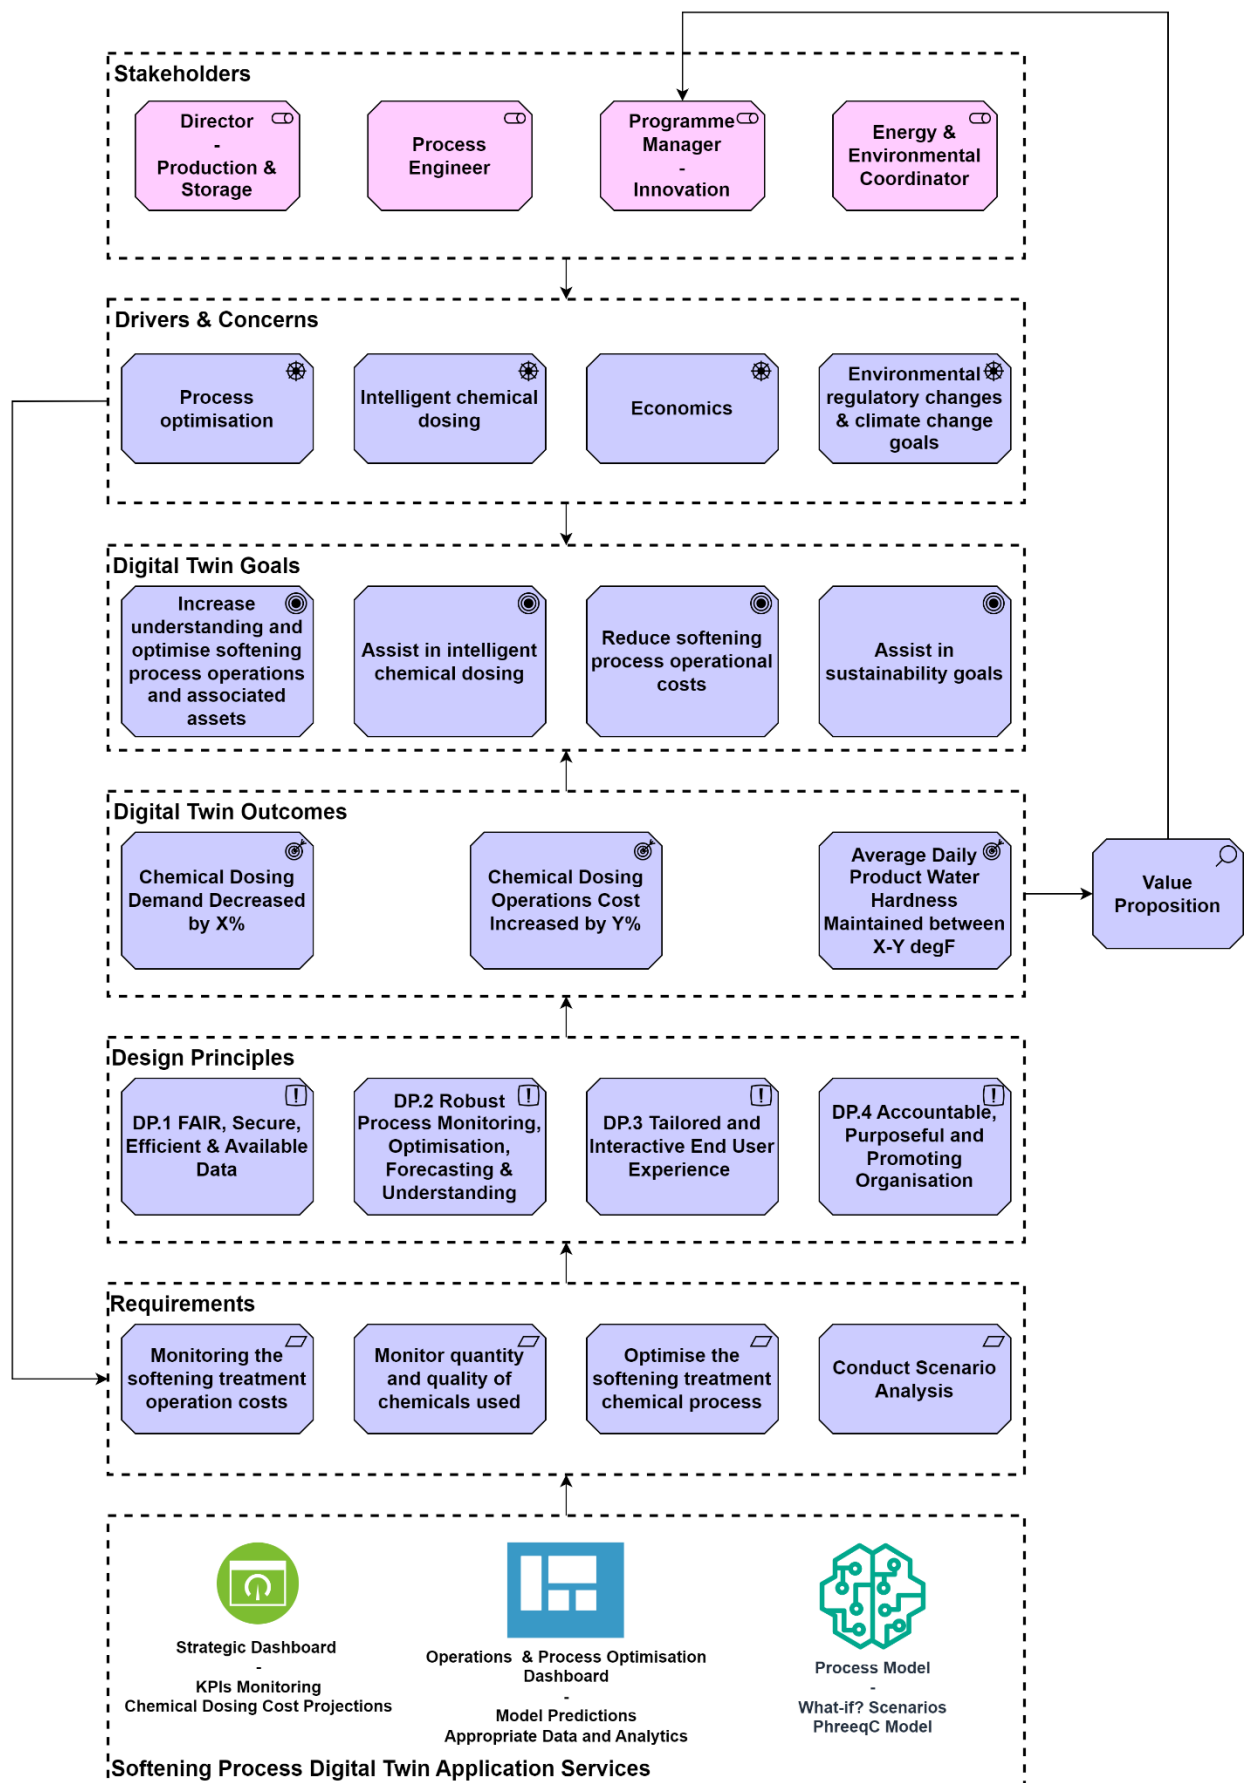 Stakeholders
Director
-
Production &
Storage
Process
Engineer
Programme
Manager
-
Innovation
Energy &
Environmental
Coordinator
Drivers & Concerns
Process
optimisation
Intelligent chemical
dosing
Economics
Environmental
regulatory changes
& climate change
goals
Digital Twin Goals
Increase
understanding and
optimise softening
process operations
and associated
assets
Assist in intelligent
chemical dosing
Reduce softening
process operational
costs
Assist in
sustainability goals
Digital Twin Outcomes
Chemical Dosing
Demand Decreased
by X%
Chemical Dosing
Operations Cost
Increased by Y%
Average Daily
Product Water
Hardness
Maintained between
X-Y degF
Value
Proposition
Design Principles
DP.1 FAIR, Secure,
Efficient & Available
Data
DP.2 Robust
Process Monitoring,
Optimisation,
Forecasting &
Understanding
DP.3 Tailored and
Interactive End User
Experience
DP.4 Accountable,
Purposeful and
Promoting
Organisation
Requirements
Monitoring the
softening treatment
operation costs
Monitor quantity
and quality of
chemicals used
Optimise the
softening treatment
chemical process
Conduct Scenario
Analysis
Strategic Dashboard
-
KPIs Monitoring
Chemical Dosing Cost Projections
Operations & Process Optimisation
Dashboard
-
Model Predictions
Appropriate Data and Analytics
Process Model
-
What-if? Scenarios
PhreeqC Model
Softening Process Digital Twin Application Services